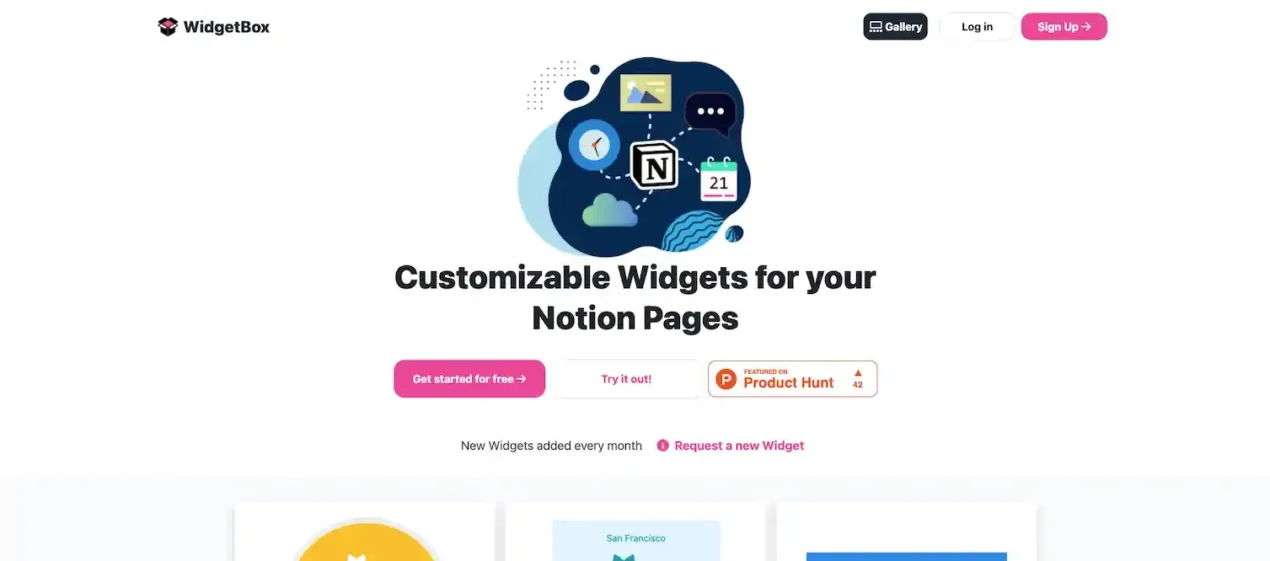 WidgetBox
Gallery
Log in
Sign Up →
N
21
Customizable Widgets for your
Notion Pages
Get started for free →
Try it out!
P
FEATURED ON
Product Hunt
▲
42
New Widgets added every month
i
Request a new Widget
San Francisco